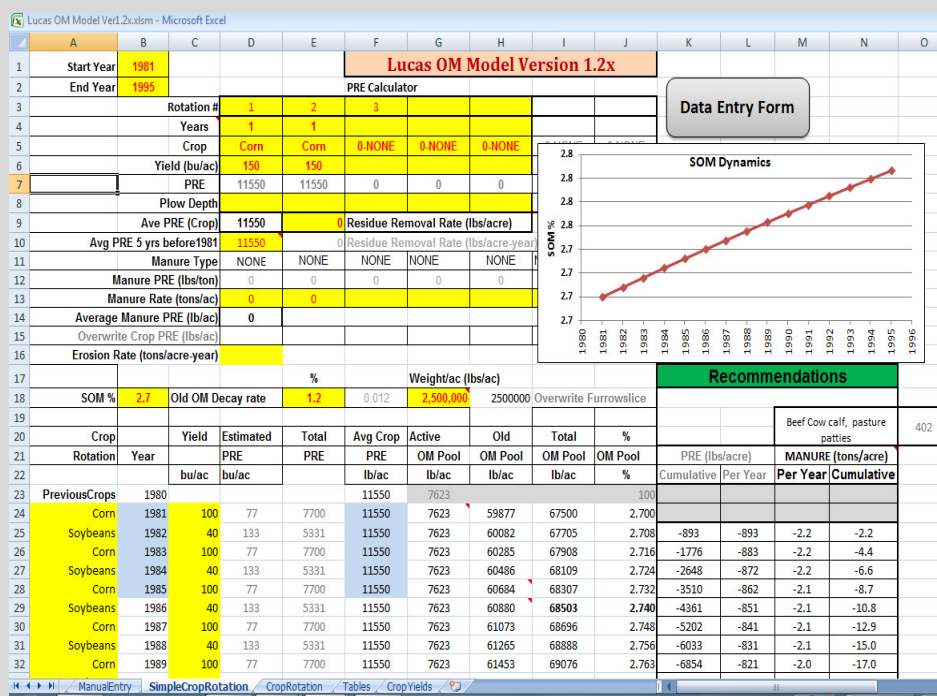 Lucas OM Model Ver1.2x.xlsm - Microsoft Excel
A B C D E F G H I J K L M N O
1 Start Year 1981 Lucas OM Model Version 1.2x
2 End Year 1995 PRE Calculator
3 Rotation # 1 2 3
Data Entry Form
4 Years 1 1
5 Crop Corn Corn 0-NONE 0-NONE 0-NONE
6 Yield (bu/ac) 150 150
7 PRE 11550 11550 0 0 0
8 Plow Depth
9 Ave PRE (Crop) 11550 0 Residue Removal Rate (lbs/acre)
10 Avg PRE 5 yrs before1981 11550 0 Residue Removal Rate (lbs/acre-year)
11 Manure Type NONE NONE NONE NONE NONE
12 Manure PRE (lbs/ton) 0 0 0 0 0
13 Manure Rate (tons/ac) 0 0
14 Average Manure PRE (lb/ac) 0
15 Overwrite Crop PRE (lbs/ac)
16 Erosion Rate (tons/acre-year)
SOM Dynamics
SOM %
2.8
2.8
2.8
2.7
2.7
2.7
1980 1981 1982 1983 1984 1985 1986 1987 1988 1989 1990 1991 1992 1993 1994 1995 1996
17 % Weight/ac (lbs/ac) Recommendations
18 SOM % 2.7 Old OM Decay rate 1.2 0.012 2,500,000 2500000 Overwrite Furrowslice
19
Beef Cow calf, pasture patties 402
20 Crop Yield Estimated Total Avg Crop Active Old Total %
21 Rotation Year PRE PRE PRE OM Pool OM Pool OM Pool OM Pool PRE (lbs/acre) MANURE (tons/acre)
22 bu/ac bu/ac lb/ac lb/ac lb/ac lb/ac % Cumulative Per Year Per Year Cumulative
23 PreviousCrops 1980 11550 7623 100
24 Corn 1981 100 77 7700 11550 7623 59877 67500 2.700
25 Soybeans 1982 40 133 5331 11550 7623 60082 67705 2.708 -893 -893 -2.2 -2.2
26 Corn 1983 100 77 7700 11550 7623 60285 67908 2.716 -1776 -883 -2.2 -4.4
27 Soybeans 1984 40 133 5331 11550 7623 60486 68109 2.724 -2648 -872 -2.2 -6.6
28 Corn 1985 100 77 7700 11550 7623 60684 68307 2.732 -3510 -862 -2.1 -8.7
29 Soybeans 1986 40 133 5331 11550 7623 60880 68503 2.740 -4361 -851 -2.1 -10.8
30 Corn 1987 100 77 7700 11550 7623 61073 68696 2.748 -5202 -841 -2.1 -12.9
31 Soybeans 1988 40 133 5331 11550 7623 61265 68888 2.756 -6033 -831 -2.1 -15.0
32 Corn 1989 100 77 7700 11550 7623 61453 69076 2.763 -6854 -821 -2.0 -17.0
ManualEntry SimpleCropRotation CropRotation Tables CropYields